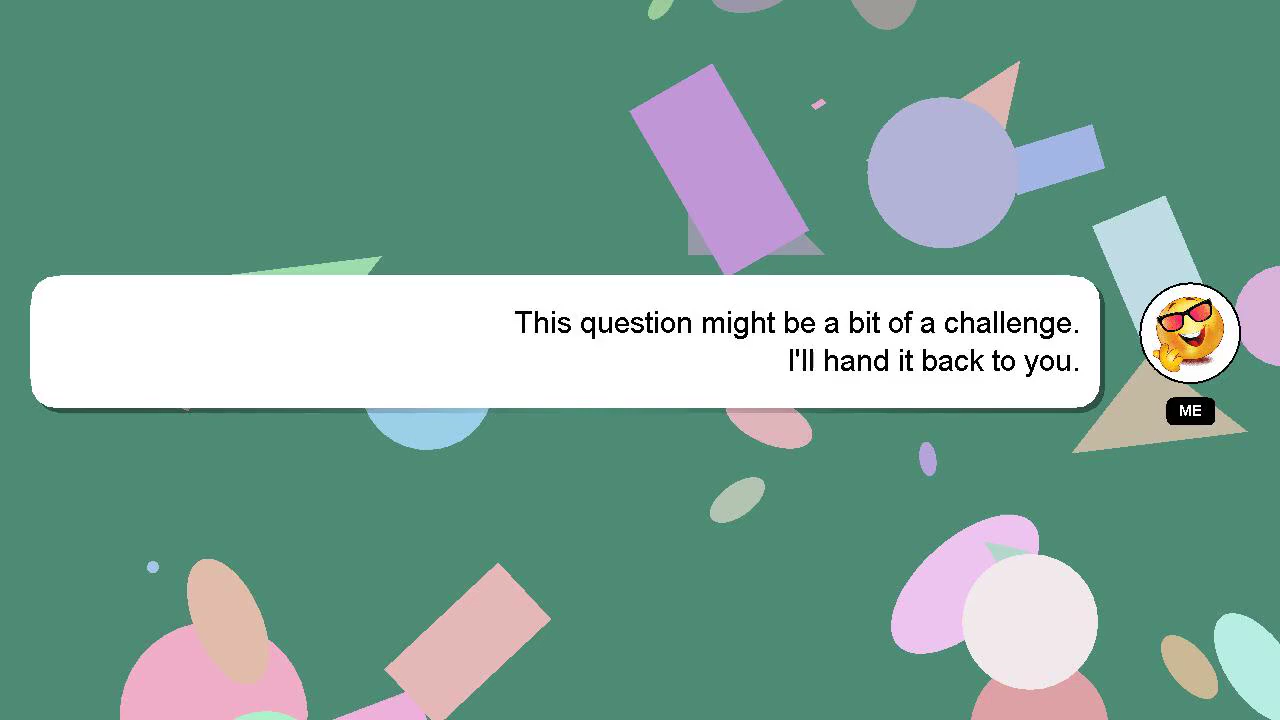 This question might be a bit of a challenge.
I'll hand it back to you.
ME